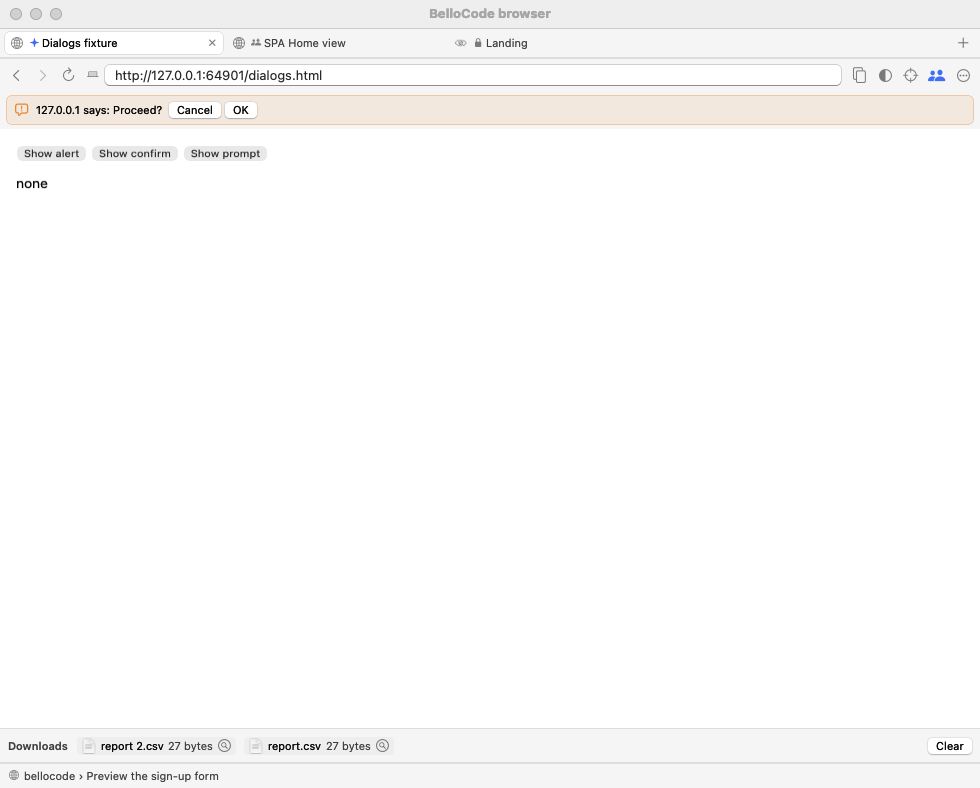 BelloCode browser
Dialogs fixture SPA Home view Landing
http://127.0.0.1:64901/dialogs.html
127.0.0.1 says: Proceed? Cancel OK
Show alert Show confirm Show prompt
none
Downloads report 2.csv 27 bytes report.csv 27 bytes Clear
bellocode › Preview the sign-up form